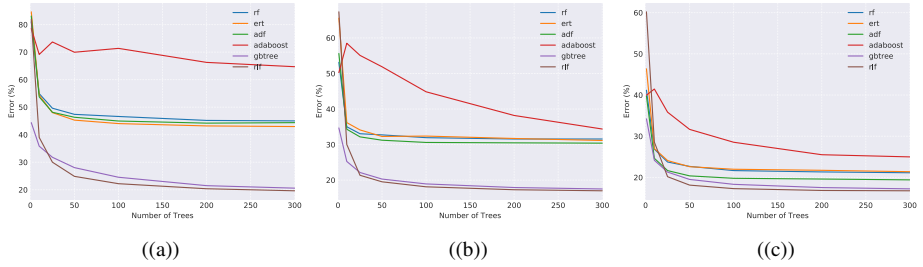 80
70
60
50
40
30
20
Error (%)
0 50 100 150 200 250 300
Number of Trees
rf
ert
adf
adaboost
gbtree
((a))
60
50
40
30
20
Error (%)
0 50 100 150 200 250 300
Number of Trees
rf
ert
adf
adaboost
gbtree
((b))
60
50
40
30
20
Error (%)
0 50 100 150 200 250 300
Number of Trees
rf
ert
adf
adaboost
gbtree
((c))